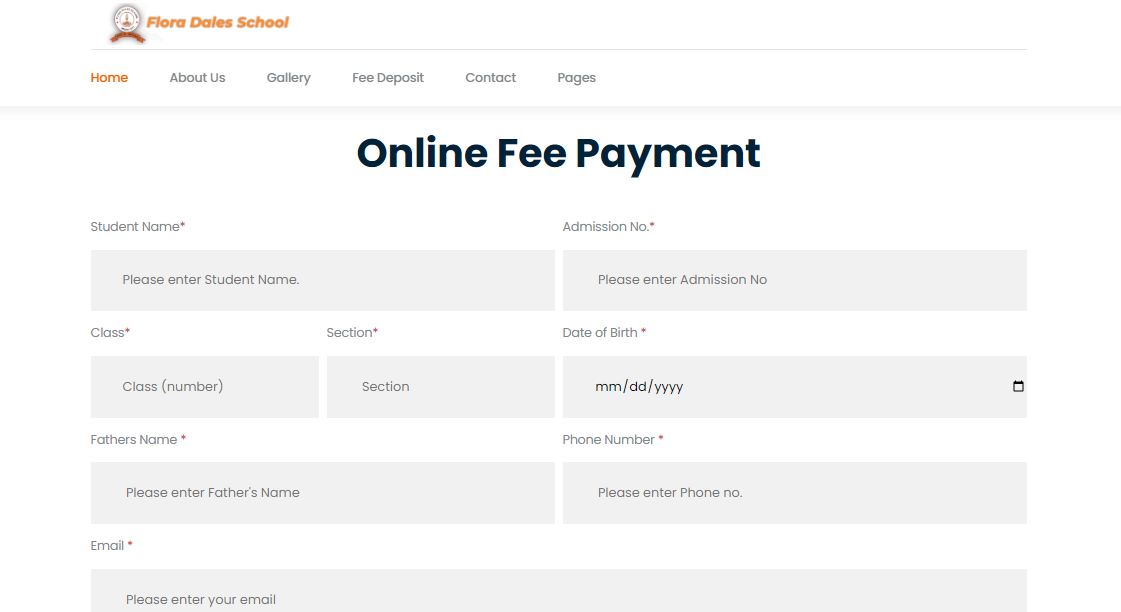 Flora Dales School
Home About Us Gallery Fee Deposit Contact Pages
Online Fee Payment
Student Name* Admission No.*
Please enter Student Name. Please enter Admission No
Class* Section* Date of Birth *
Class (number) Section mm/dd/yyyy
Fathers Name * Phone Number *
Please enter Father's Name Please enter Phone no.
Email *
Please enter your email